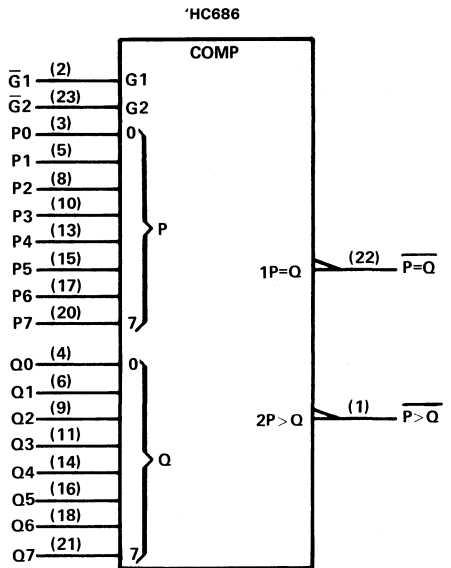 'HC686
COMP
G̅1 (2) G1
G̅2 (23) G2
P0 (3) 0
P1 (5)
P2 (8)
P3 (10)
P4 (13)
P
P5 (15)
1P=Q (22) P̅=̅Q̅
P6 (17)
P7 (20) 7
Q0 (4) 0
Q1 (6)
Q2 (9)
2P>Q (1) P̅>̅Q̅
Q3 (11)
Q
Q4 (14)
Q5 (16)
Q6 (18)
Q7 (21) 7